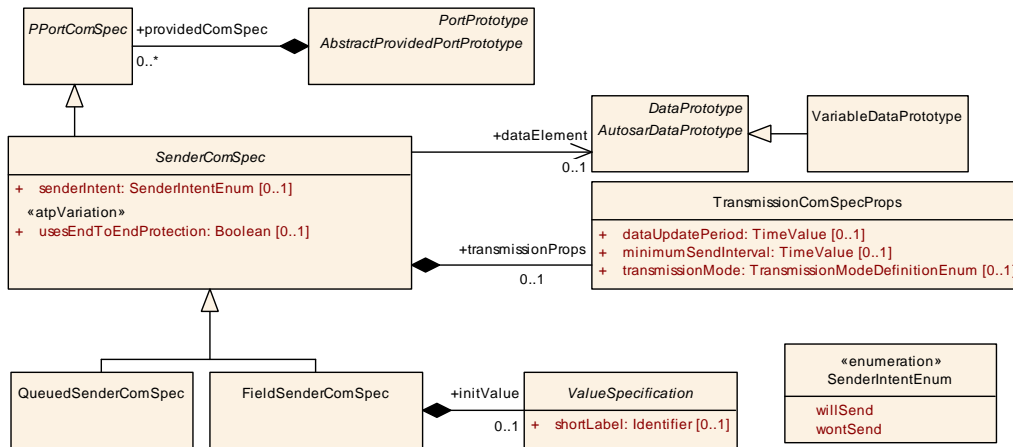 PPortComSpec
+providedComSpec
0..*
PortPrototype
AbstractProvidedPortPrototype
SenderComSpec
+ senderIntent: SenderIntentEnum [0..1]
«atpVariation»
+ usesEndToEndProtection: Boolean [0..1]
+dataElement
0..1
DataPrototype
AutosarDataPrototype
VariableDataPrototype
+transmissionProps
0..1
TransmissionComSpecProps
+ dataUpdatePeriod: TimeValue [0..1]
+ minimumSendInterval: TimeValue [0..1]
+ transmissionMode: TransmissionModeDefinitionEnum [0..1]
QueuedSenderComSpec
FieldSenderComSpec
+initValue
0..1
ValueSpecification
+ shortLabel: Identifier [0..1]
«enumeration»
SenderIntentEnum
willSend
wontSend